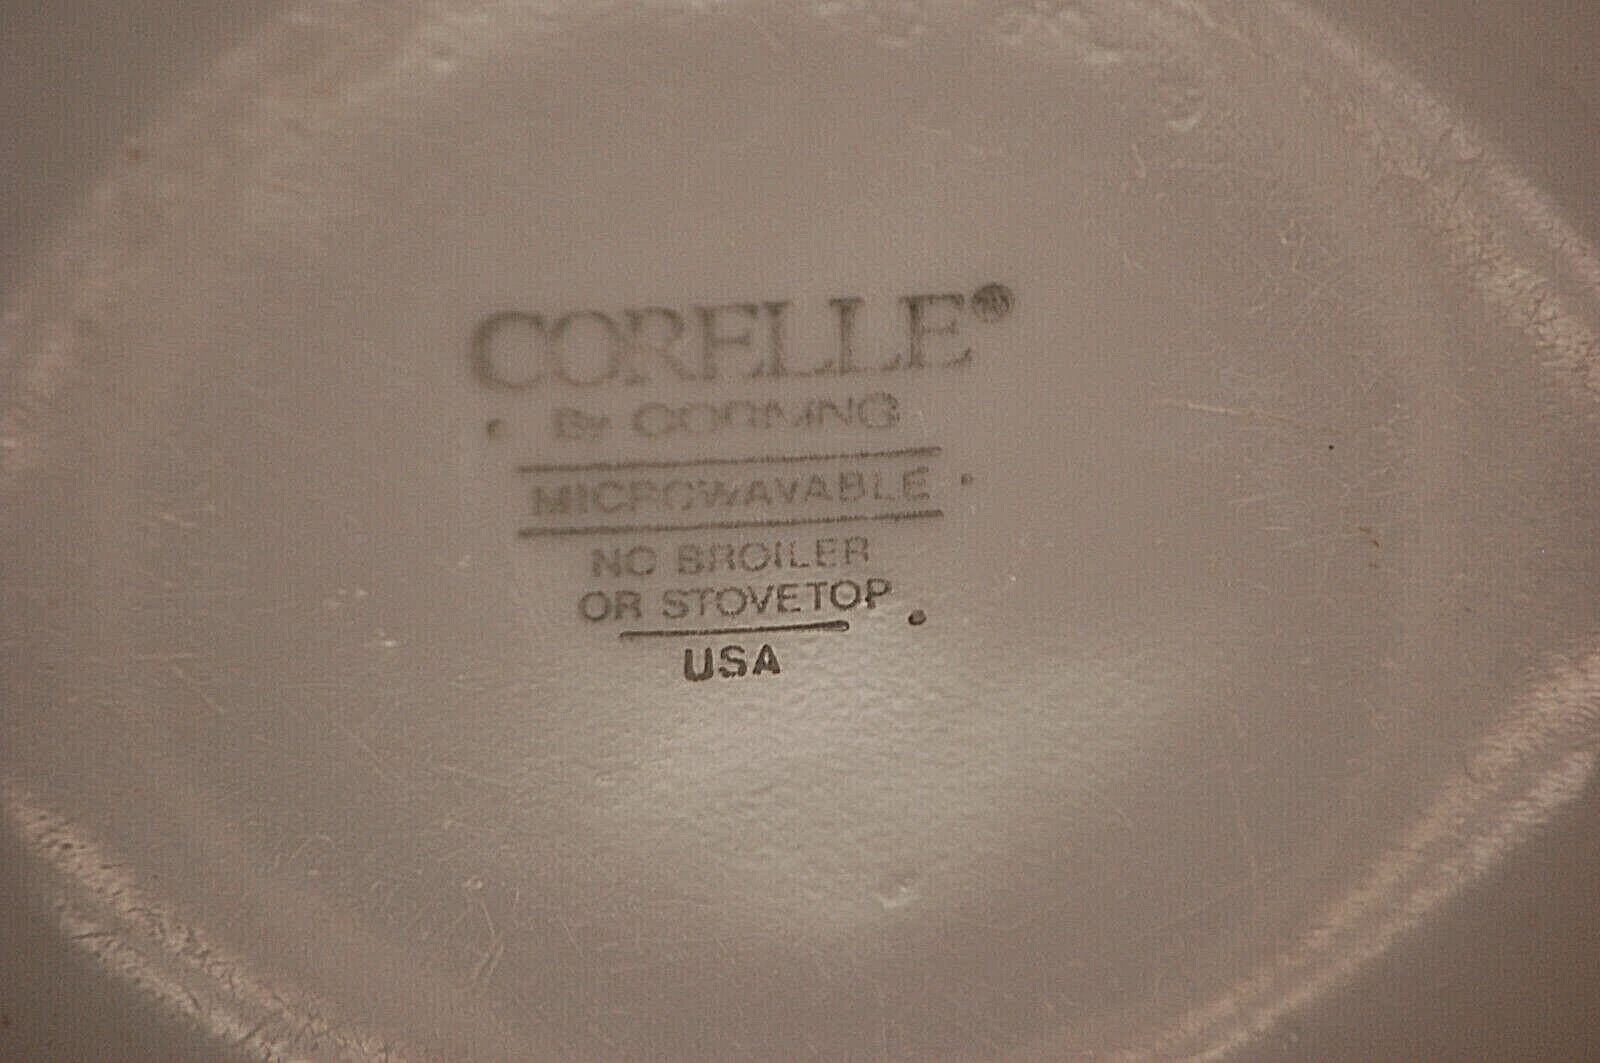 CORELLE®
By CORNING
MICROWAVABLE
NO BROILER
OR STOVETOP
USA